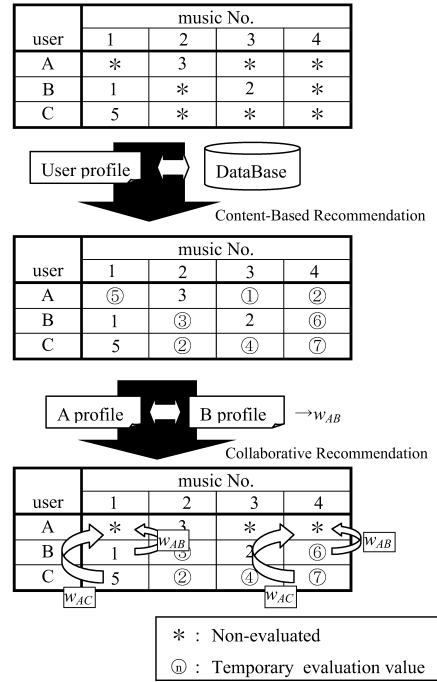 music No.
user 1 2 3 4
A * 3 * *
B 1 * 2 *
C 5 * * *
User profile
DataBase
Content-Based Recommendation
music No.
user 1 2 3 4
A ⑤ 3 ① ②
B 1 ③ 2 ⑥
C 5 ② ④ ⑦
A profile
B profile
→wAB
Collaborative Recommendation
music No.
user 1 2 3 4
A * 3 * *
B 1 ③ 2 ⑥
wAB
wAB
C 5 ② ④ ⑦
wAC
wAC
* : Non-evaluated
ⓝ : Temporary evaluation value